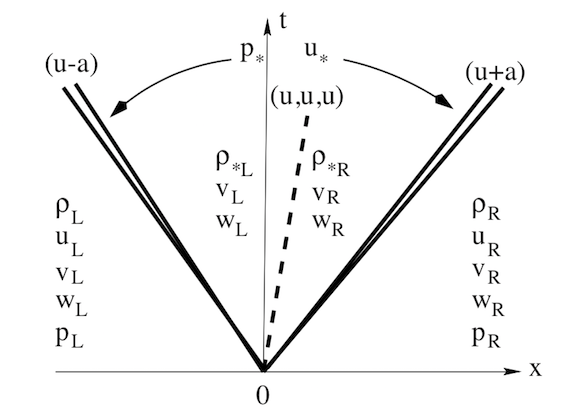 t
p* u*
(u-a)
(u+a)
(u,u,u)
ρ*L
vL
wL
ρ*R
vR
wR
ρL
uL
vL
wL
pL
ρR
uR
vR
wR
pR
x
0